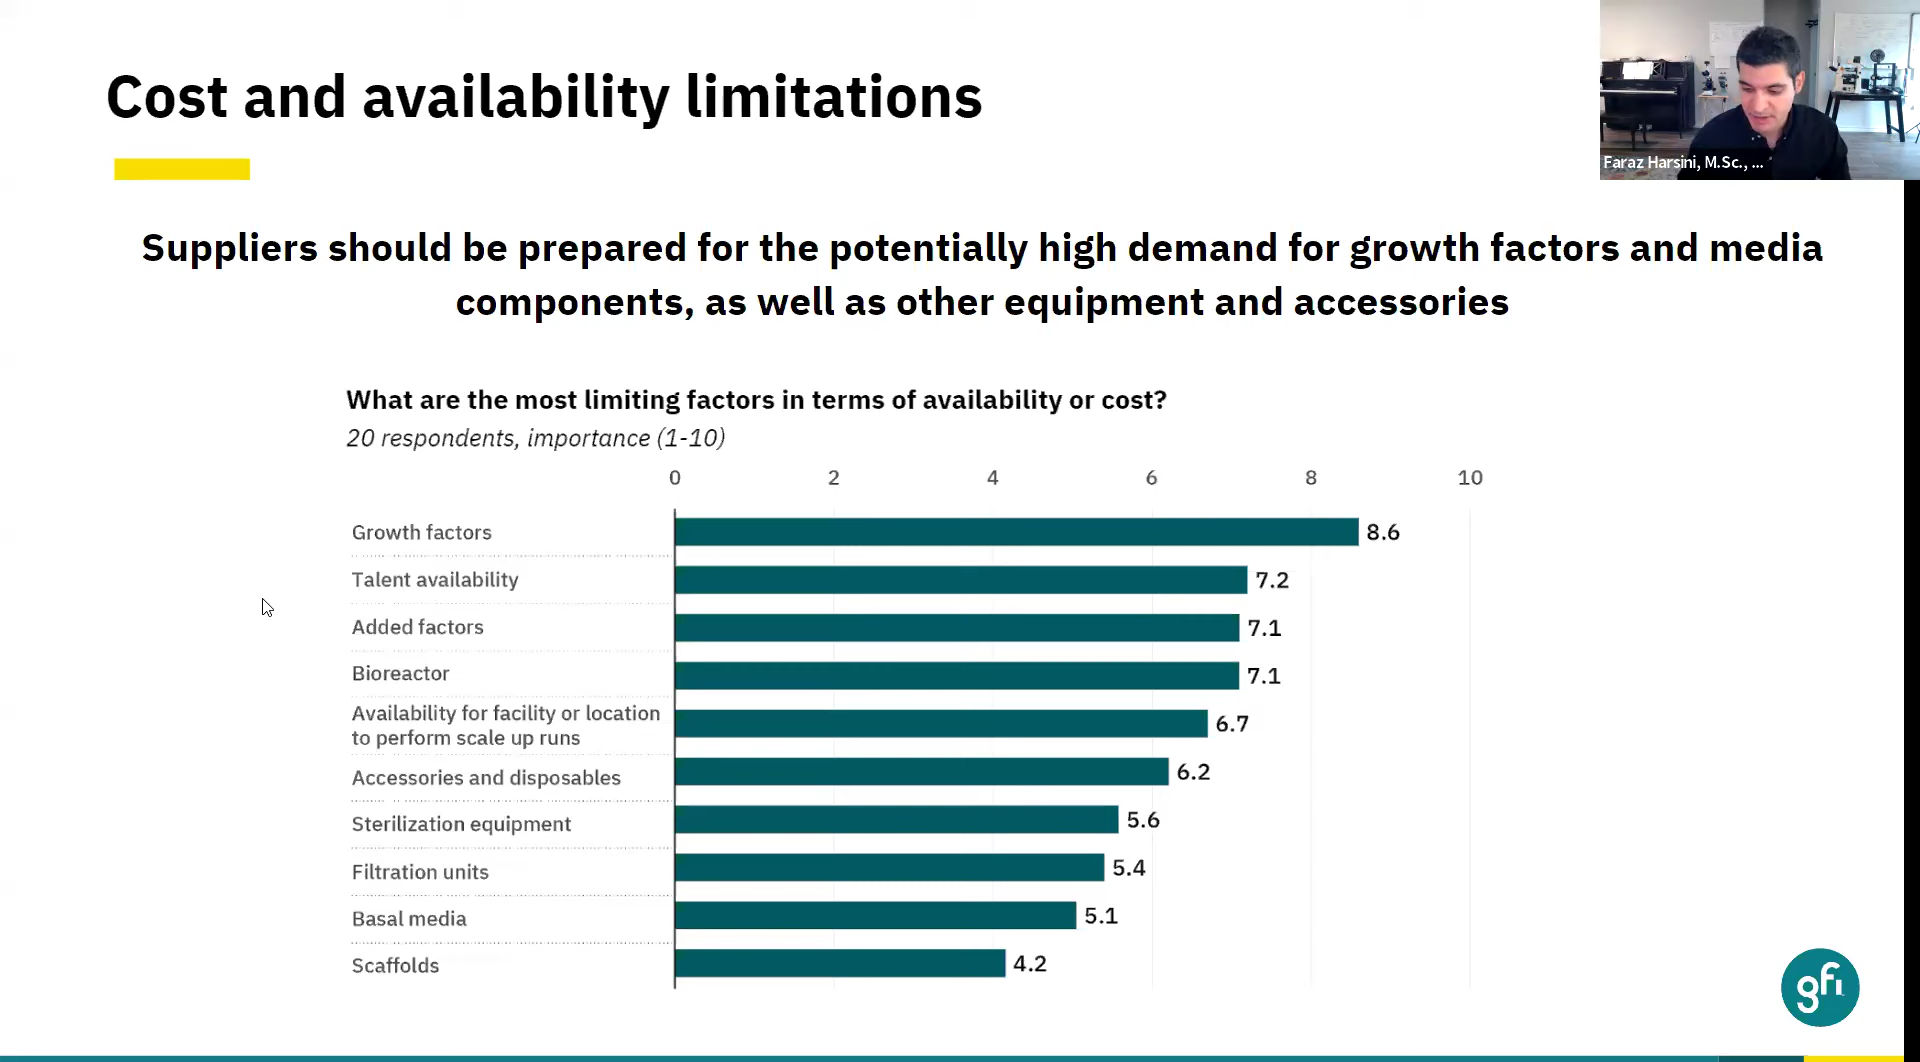 Cost and availability limitations
Faraz Harsini, M.Sc., ...
Suppliers should be prepared for the potentially high demand for growth factors and media
components, as well as other equipment and accessories
What are the most limiting factors in terms of availability or cost?
20 respondents, importance (1-10)
0 2 4 6 8 10
Growth factors 8.6
Talent availability 7.2
Added factors 7.1
Bioreactor 7.1
Availability for facility or location
to perform scale up runs 6.7
Accessories and disposables 6.2
Sterilization equipment 5.6
Filtration units 5.4
Basal media 5.1
Scaffolds 4.2
gfi